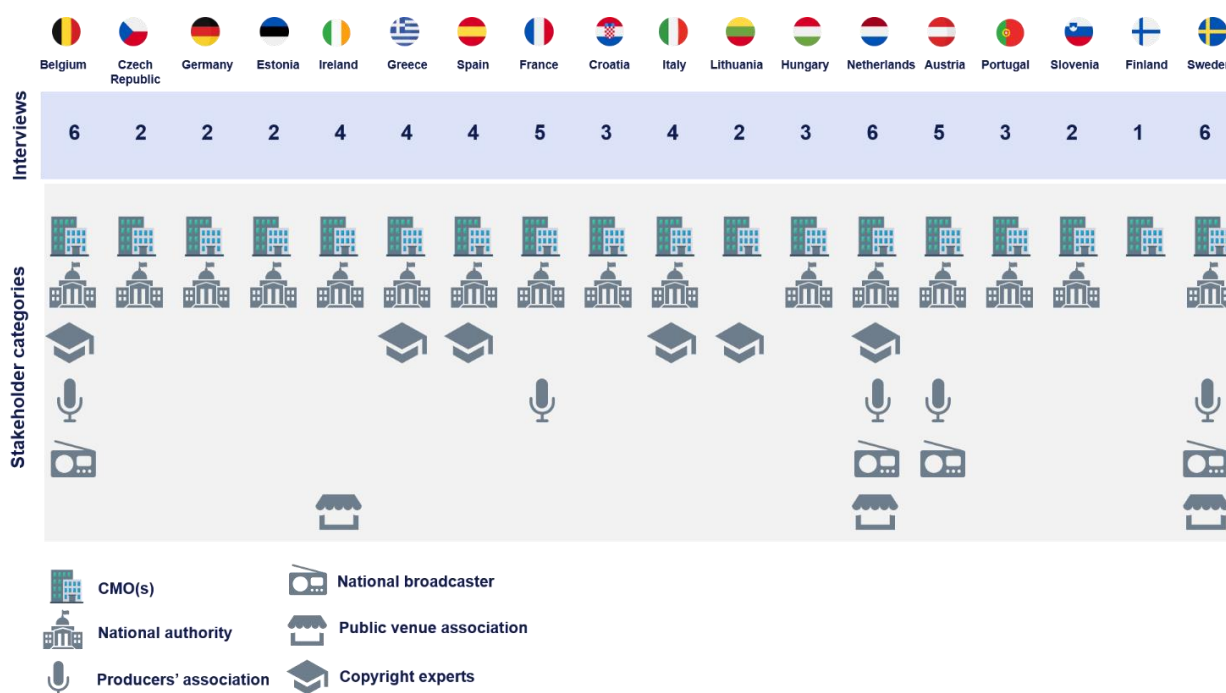 Belgium Czech Republic Germany Estonia Ireland Greece Spain France Croatia Italy Lithuania Hungary Netherlands Austria Portugal Slovenia Finland Sweden
Interviews
6 2 2 2 4 4 4 5 3 4 2 3 6 5 3 2 1 6
Stakeholder categories
CMO(s)
National broadcaster
National authority
Public venue association
Producers' association
Copyright experts